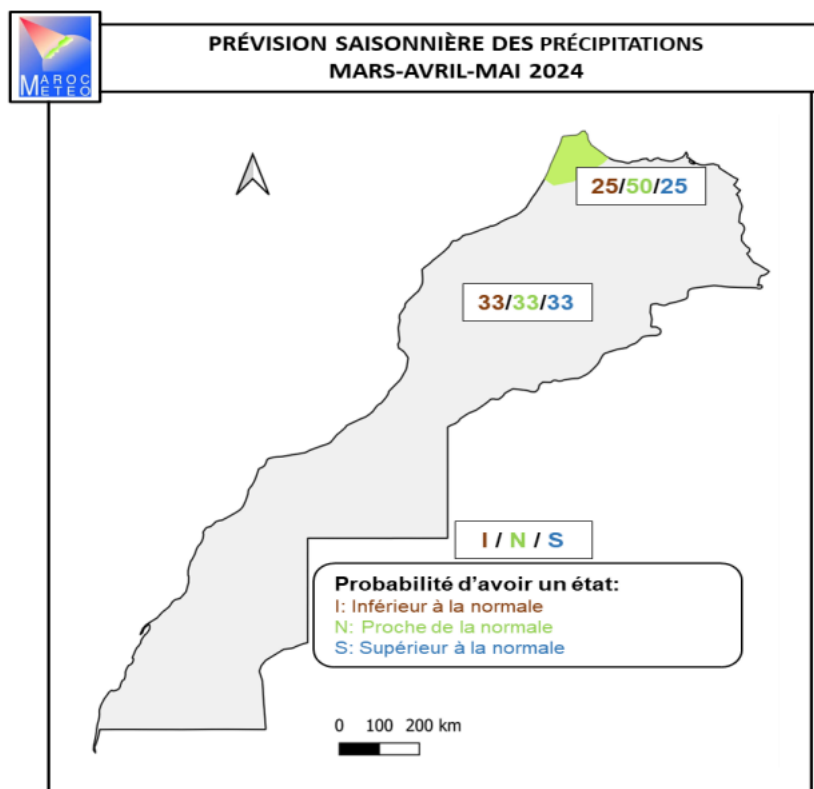 MAROC
METEO
PRÉVISION SAISONNIÈRE DES PRÉCIPITATIONS
MARS-AVRIL-MAI 2024
25/50/25
33/33/33
I / N / S
Probabilité d'avoir un état:
I: Inférieur à la normale
N: Proche de la normale
S: Supérieur à la normale
0 100 200 km